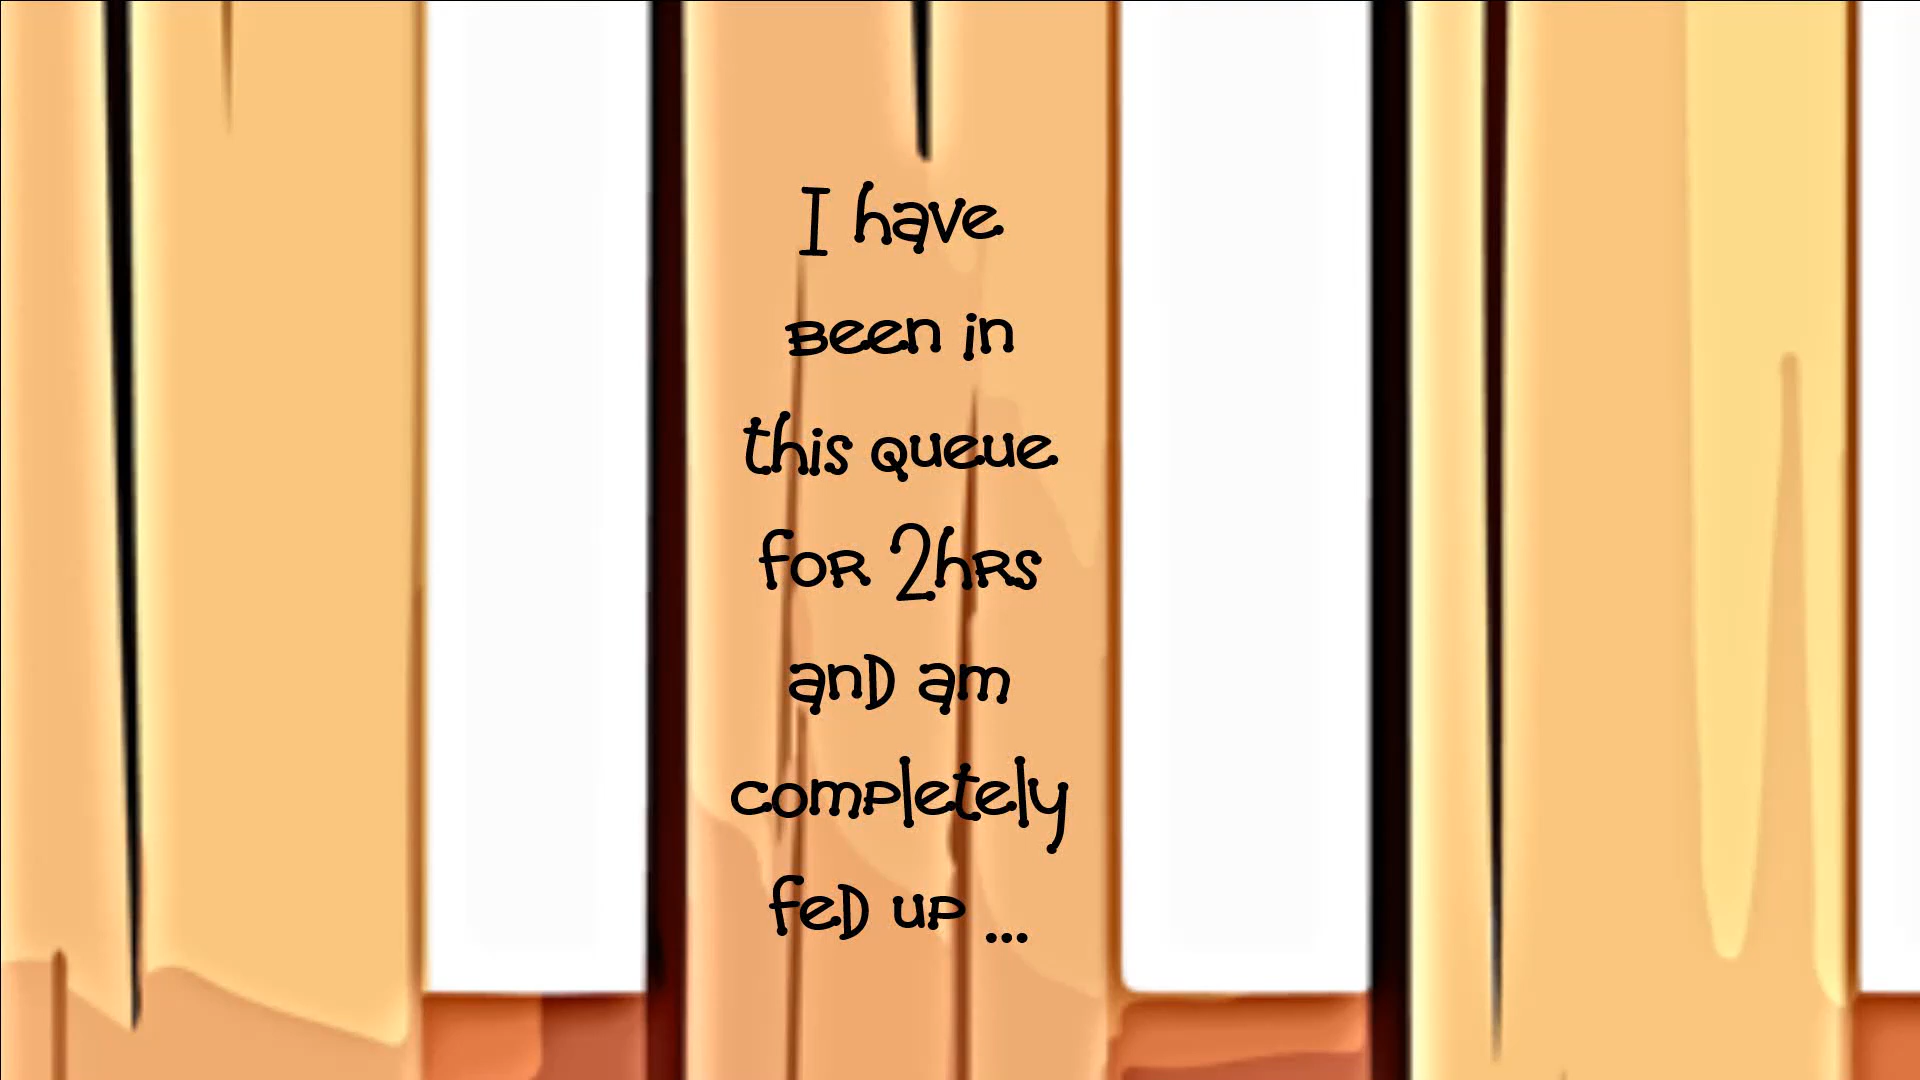 I have
been in
this queue
for 2hrs
and am
completely
fed up ...